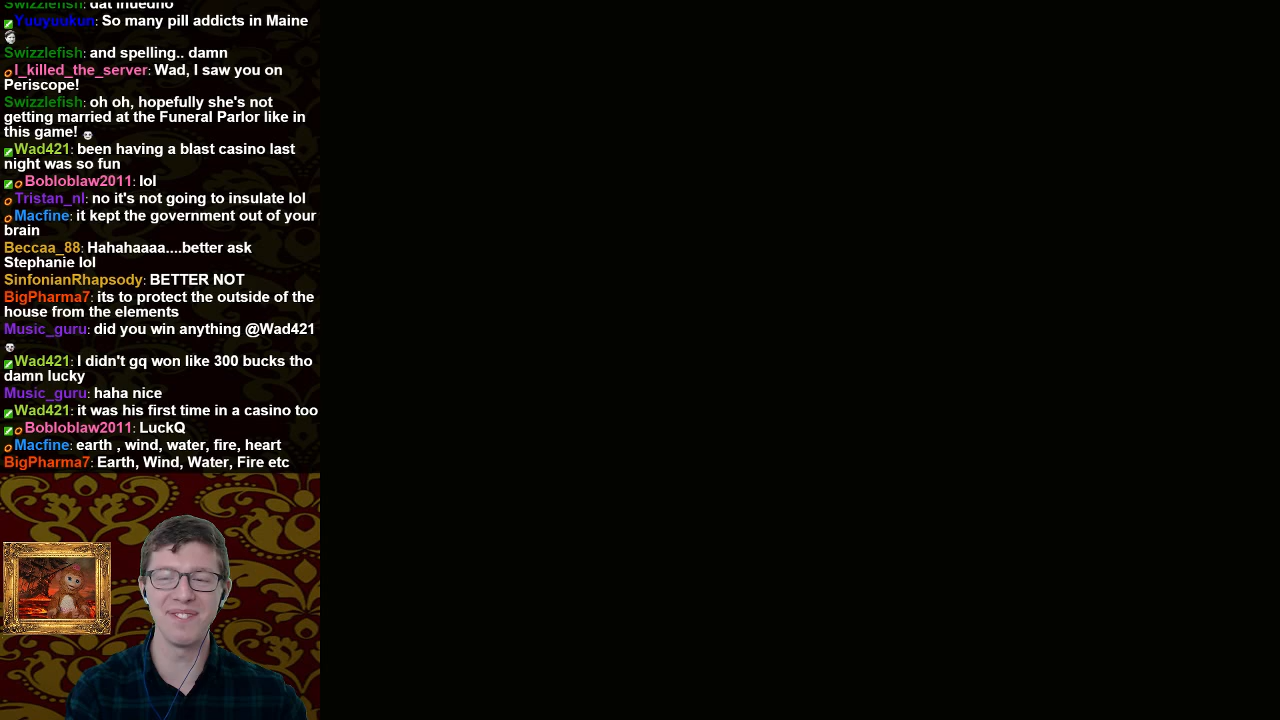 Swizzlefish: dat
Yuuyuukun: So many pill addicts in Maine
Swizzlefish: and spelling.. damn
I_killed_the_server: Wad, I saw you on
Periscope!
Swizzlefish: oh oh, hopefully she's not
getting married at the Funeral Parlor like in
this game!
Wad421: been having a blast casino last
night was so fun
Bobloblaw2011: lol
Tristan_nl: no it's not going to insulate lol
Macfine: it kept the government out of your
brain
Beccaa_88: Hahahaaaa....better ask
Stephanie lol
SinfonianRhapsody: BETTER NOT
BigPharma7: its to protect the outside of the
house from the elements
Music_guru: did you win anything @Wad421
Wad421: I didn't gq won like 300 bucks tho
damn lucky
Music_guru: haha nice
Wad421: it was his first time in a casino too
Bobloblaw2011: LuckQ
Macfine: earth , wind, water, fire, heart
BigPharma7: Earth, Wind, Water, Fire etc